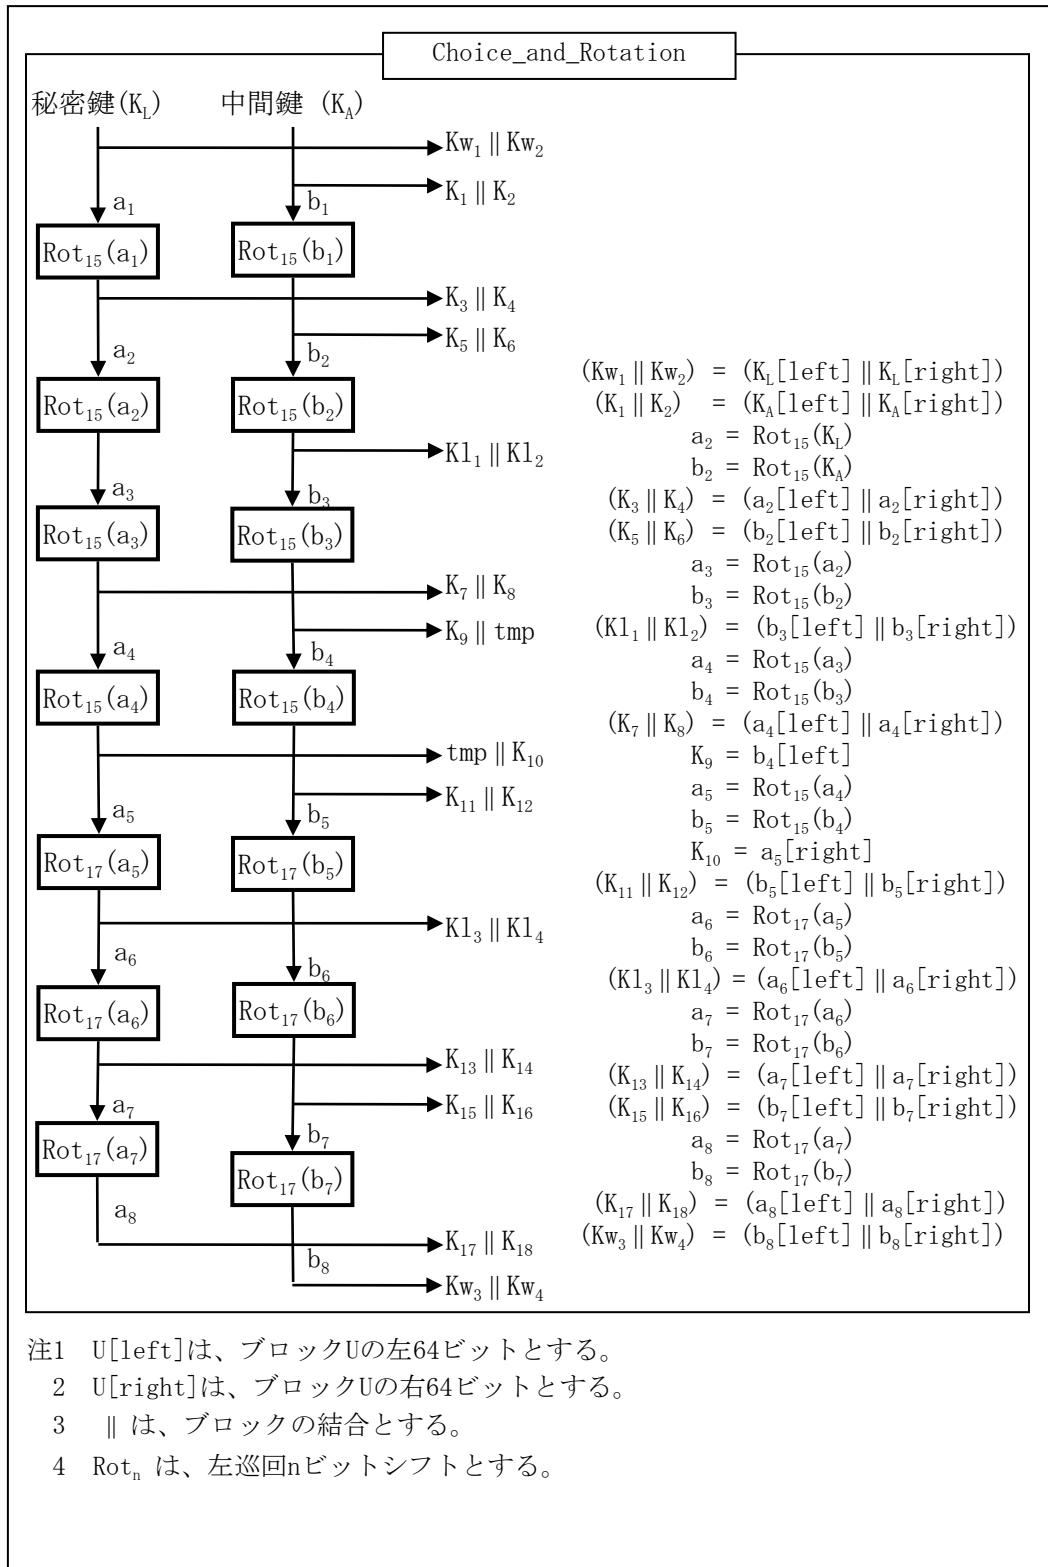 Choice_and_Rotation
秘密鍵(K_L) 中間鍵 (K_A)
Kw₁‖Kw₂
K₁‖K₂
a₁ b₁
Rot₁₅(a₁) Rot₁₅(b₁)
K₃‖K₄
K₅‖K₆
a₂ b₂
Rot₁₅(a₂) Rot₁₅(b₂)
Kl₁‖Kl₂
a₃ b₃
Rot₁₅(a₃) Rot₁₅(b₃)
K₇‖K₈
K₉‖tmp
a₄ b₄
Rot₁₅(a₄) Rot₁₅(b₄)
tmp‖K₁₀
K₁₁‖K₁₂
a₅ b₅
Rot₁₇(a₅) Rot₁₇(b₅)
Kl₃‖Kl₄
a₆ b₆
Rot₁₇(a₆) Rot₁₇(b₆)
K₁₃‖K₁₄
K₁₅‖K₁₆
a₇ b₇
Rot₁₇(a₇) Rot₁₇(b₇)
a₈
K₁₇‖K₁₈
b₈
Kw₃‖Kw₄
(Kw₁‖Kw₂) = (K_L[left]‖K_L[right])
(K₁‖K₂) = (K_A[left]‖K_A[right])
a₂ = Rot₁₅(K_L)
b₂ = Rot₁₅(K_A)
(K₃‖K₄) = (a₂[left]‖a₂[right])
(K₅‖K₆) = (b₂[left]‖b₂[right])
a₃ = Rot₁₅(a₂)
b₃ = Rot₁₅(b₂)
(Kl₁‖Kl₂) = (b₃[left]‖b₃[right])
a₄ = Rot₁₅(a₃)
b₄ = Rot₁₅(b₃)
(K₇‖K₈) = (a₄[left]‖a₄[right])
K₉ = b₄[left]
a₅ = Rot₁₅(a₄)
b₅ = Rot₁₅(b₄)
K₁₀ = a₅[right]
(K₁₁‖K₁₂) = (b₅[left]‖b₅[right])
a₆ = Rot₁₇(a₅)
b₆ = Rot₁₇(b₅)
(Kl₃‖Kl₄) = (a₆[left]‖a₆[right])
a₇ = Rot₁₇(a₆)
b₇ = Rot₁₇(b₆)
(K₁₃‖K₁₄) = (a₇[left]‖a₇[right])
(K₁₅‖K₁₆) = (b₇[left]‖b₇[right])
a₈ = Rot₁₇(a₇)
b₈ = Rot₁₇(b₇)
(K₁₇‖K₁₈) = (a₈[left]‖a₈[right])
(Kw₃‖Kw₄) = (b₈[left]‖b₈[right])
注1 U[left]は、ブロックUの左64ビットとする。
2 U[right]は、ブロックUの右64ビットとする。
3 ‖ は、ブロックの結合とする。
4 Rotₙ は、左巡回nビットシフトとする。